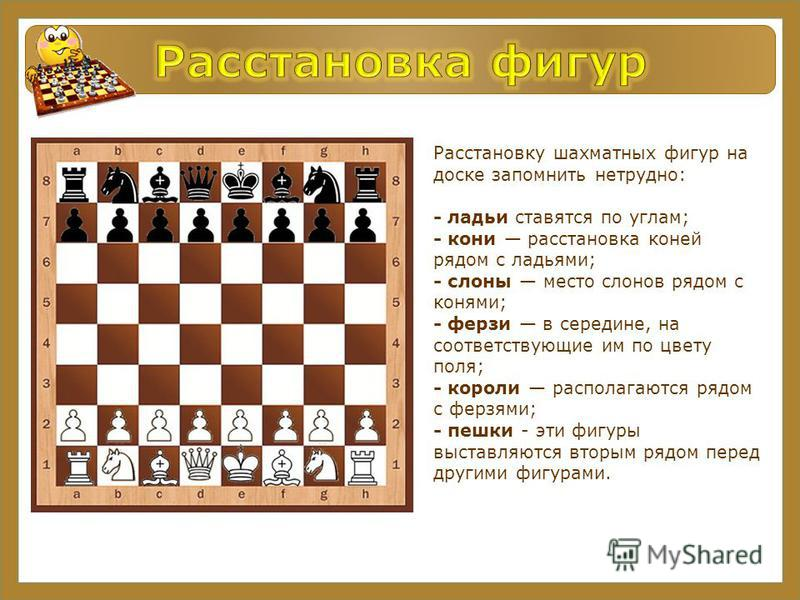 Расстановка фигур
a b c d e f g h
8 8
7 7
6 6
5 5
4 4
3 3
2 2
1 1
a b c d e f g h
Расстановку шахматных фигур на
доске запомнить нетрудно:
- ладьи ставятся по углам;
- кони — расстановка коней
рядом с ладьями;
- слоны — место слонов рядом с
конями;
- ферзи — в середине, на
соответствующие им по цвету
поля;
- короли — располагаются рядом
с ферзями;
- пешки - эти фигуры
выставляются вторым рядом перед
другими фигурами.
MyShared